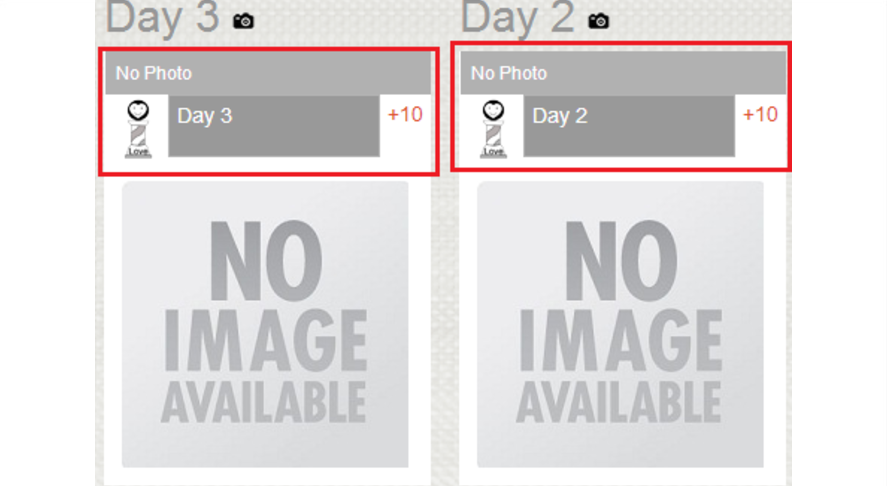 Day 3
No Photo
Day 3
+10
Love
NO
IMAGE
AVAILABLE
Day 2
No Photo
Day 2
+10
Love
NO
IMAGE
AVAILABLE